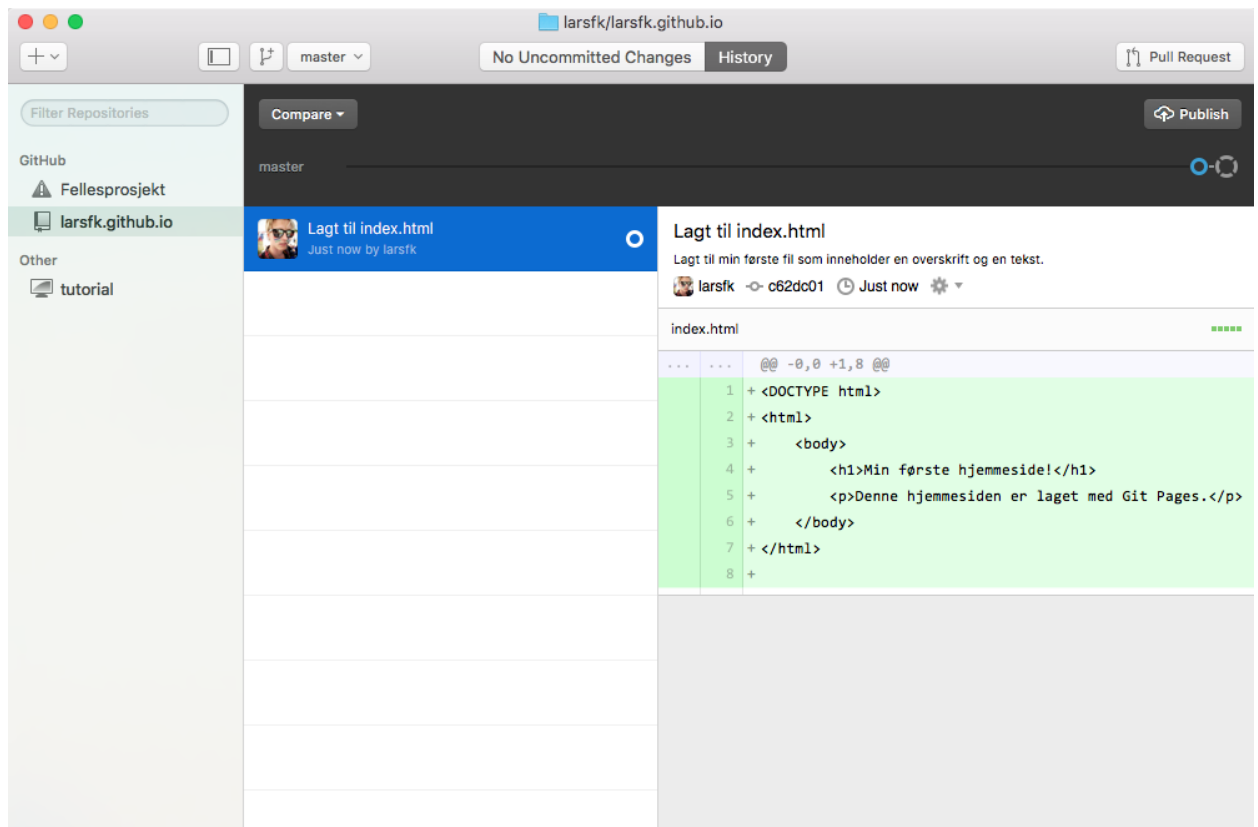 larsfk/larsfk.github.io
master
No Uncommitted Changes
History
Pull Request
Filter Repositories
GitHub
Fellesprosjekt
larsfk.github.io
Other
tutorial
Compare
Publish
master
Lagt til index.html
Just now by larsfk
Lagt til index.html
Lagt til min første fil som inneholder en overskrift og en tekst.
larsfk c62dc01 Just now
index.html
... ... @@ -0,0 +1,8 @@
1 + <DOCTYPE html>
2 + <html>
3 +     <body>
4 +         <h1>Min første hjemmeside!</h1>
5 +         <p>Denne hjemmesiden er laget med Git Pages.</p>
6 +     </body>
7 + </html>
8 +